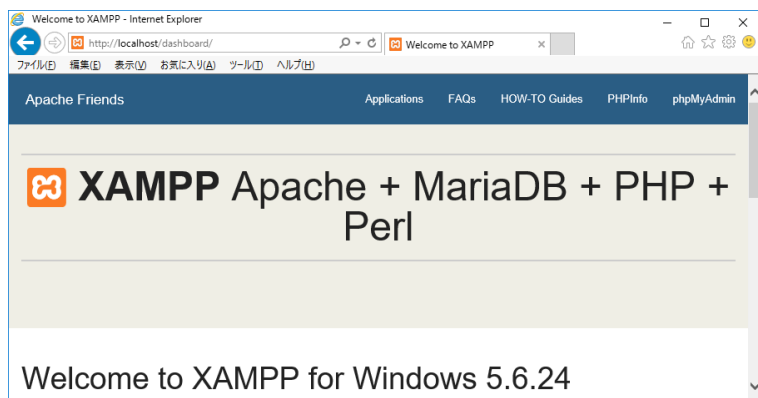 Welcome to XAMPP - Internet Explorer
http://localhost/dashboard/
Welcome to XAMPP
ファイル(F) 編集(E) 表示(V) お気に入り(A) ツール(T) ヘルプ(H)
Apache Friends Applications FAQs HOW-TO Guides PHPInfo phpMyAdmin
XAMPP Apache + MariaDB + PHP +
Perl
Welcome to XAMPP for Windows 5.6.24